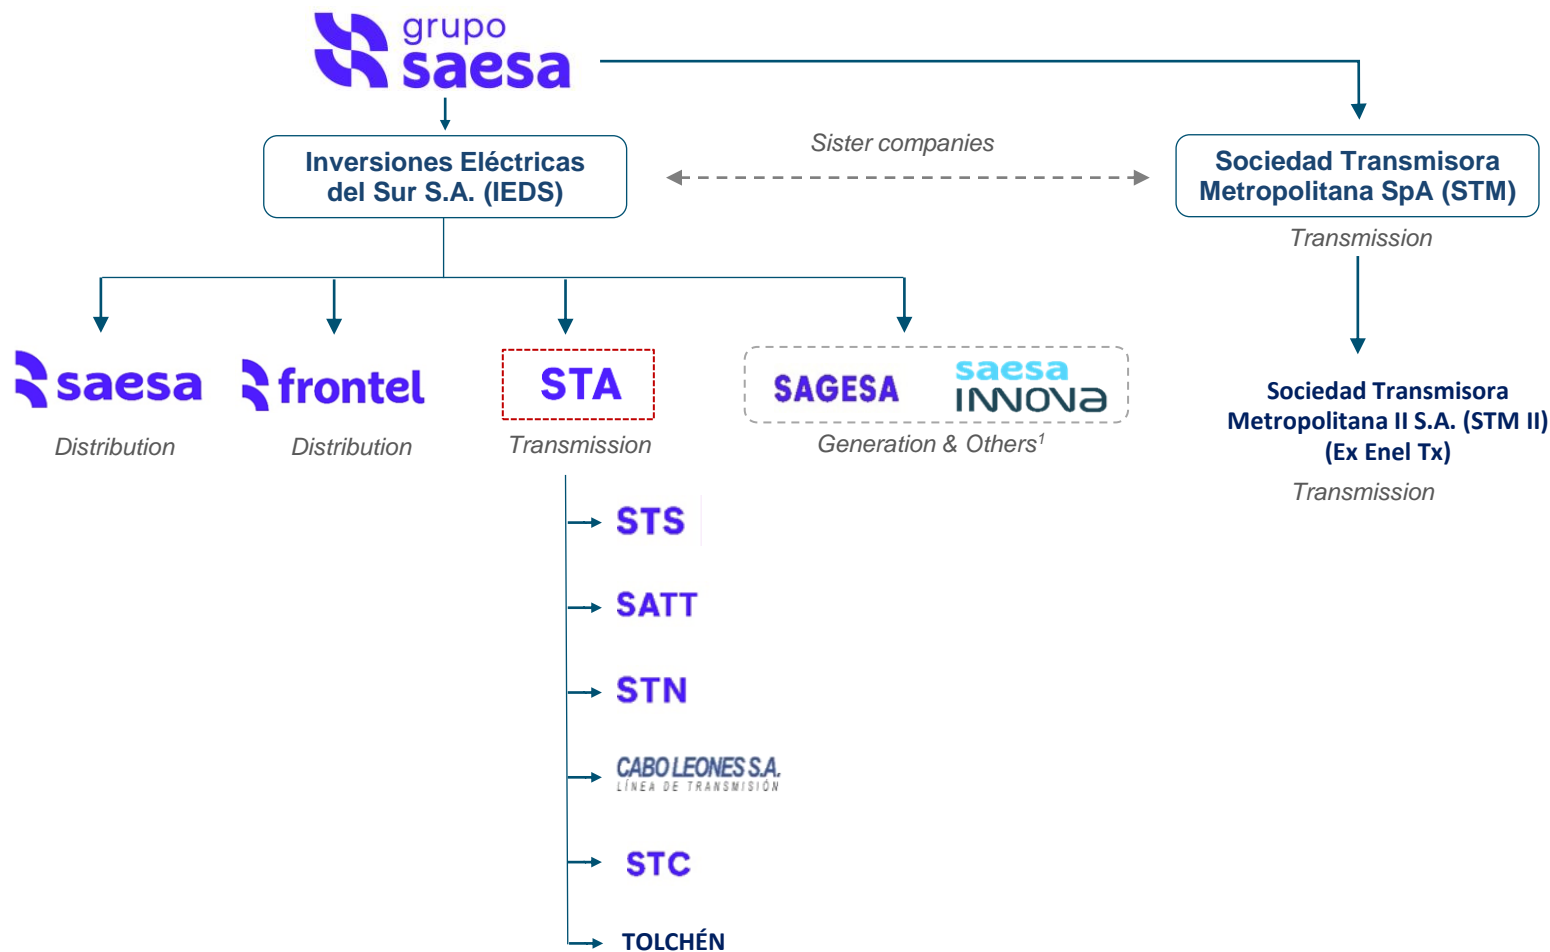 grupo
saesa
Inversiones Eléctricas
del Sur S.A. (IEDS)
Sister companies
Sociedad Transmisora
Metropolitana SpA (STM)
Transmission
saesa
Distribution
frontel
Distribution
STA
Transmission
SAGESA
saesa
INNOVa
Generation & Others¹
Sociedad Transmisora
Metropolitana II S.A. (STM II)
(Ex Enel Tx)
Transmission
STS
SATT
STN
CABO LEONES S.A.
LÍNEA DE TRANSMISIÓN
STC
TOLCHÉN